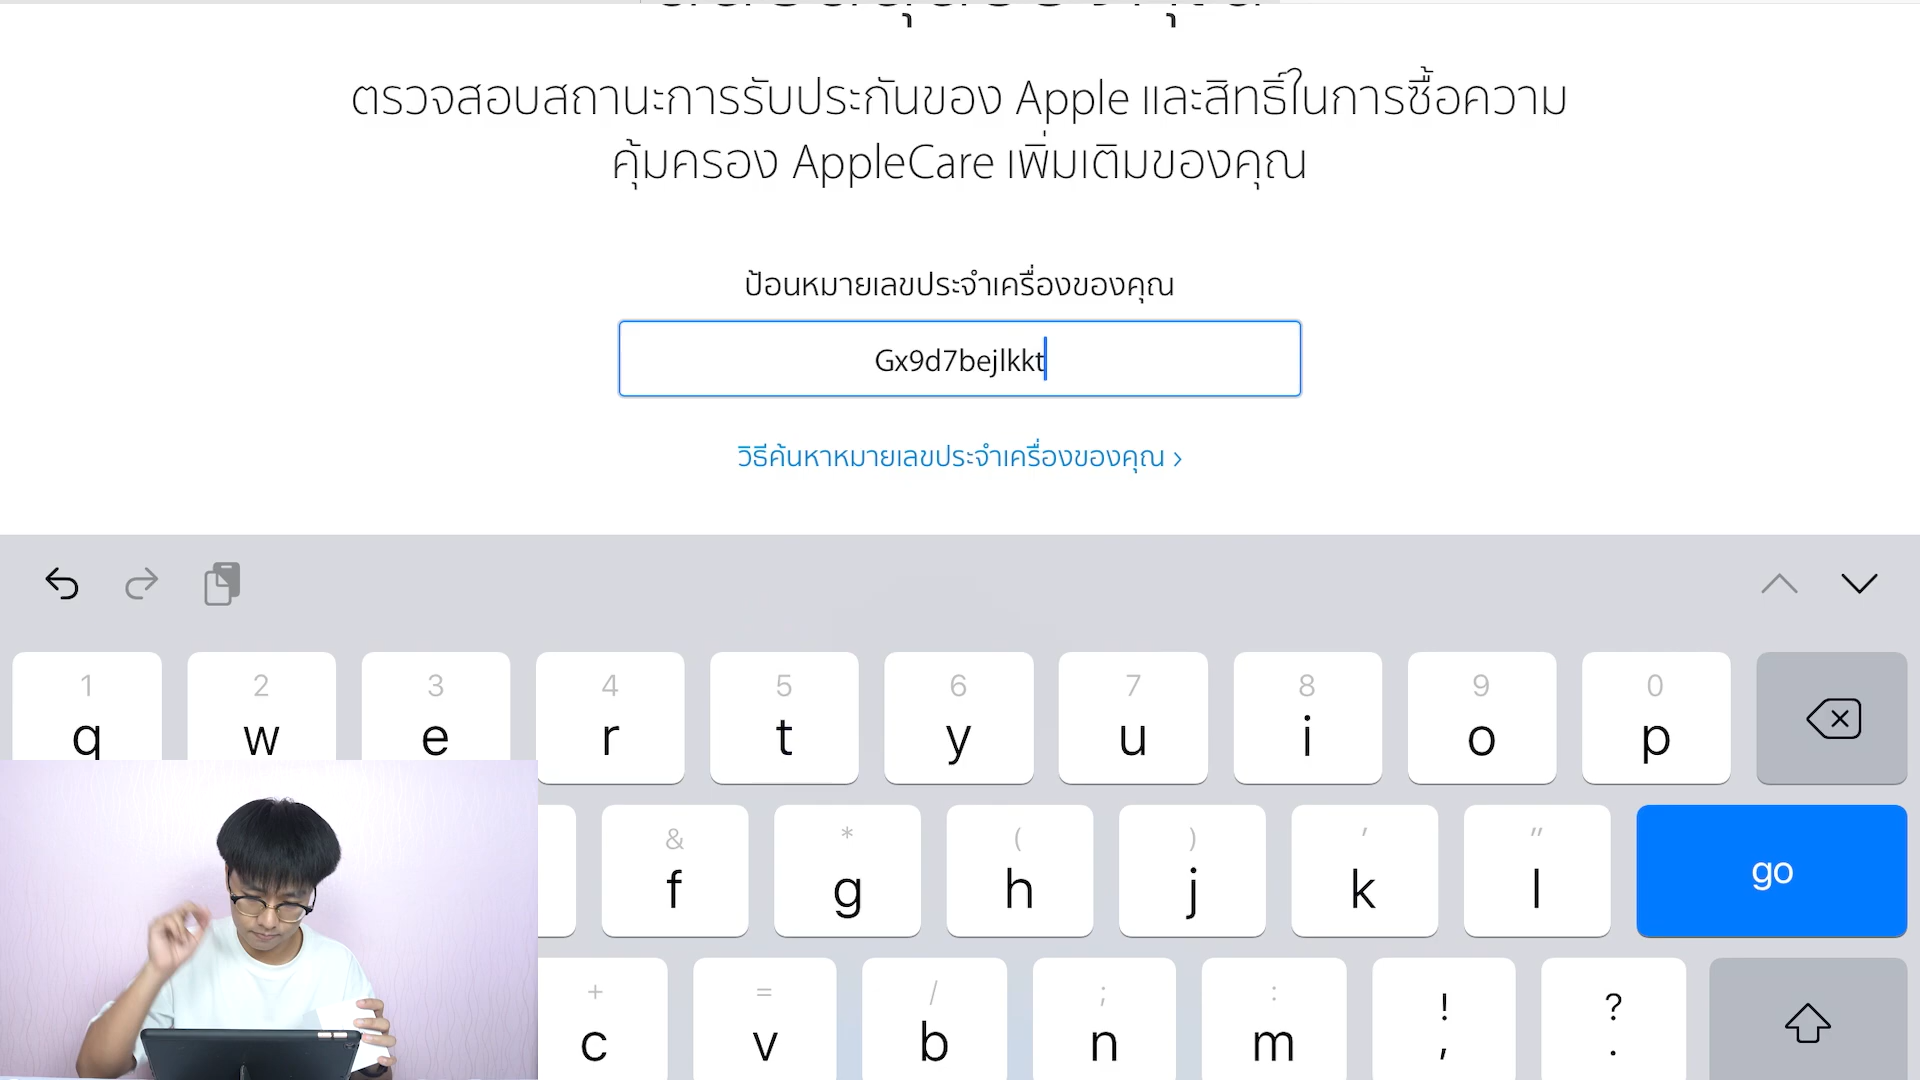 ตรวจสอบสถานะการรับประกันของ Apple และสิทธิ์ในการซื้อความ
คุ้มครอง AppleCare เพิ่มเติมของคุณ
ป้อนหมายเลขประจำเครื่องของคุณ
Gx9d7bejlkkt
วิธีค้นหาหมายเลขประจำเครื่องของคุณ ›
1 2 3 4 5 6 7 8 9 0
q w e r t y u i o p
& * ( ) ' "
f g h j k l go
+ = / ; : ! ?
c v b n m , .